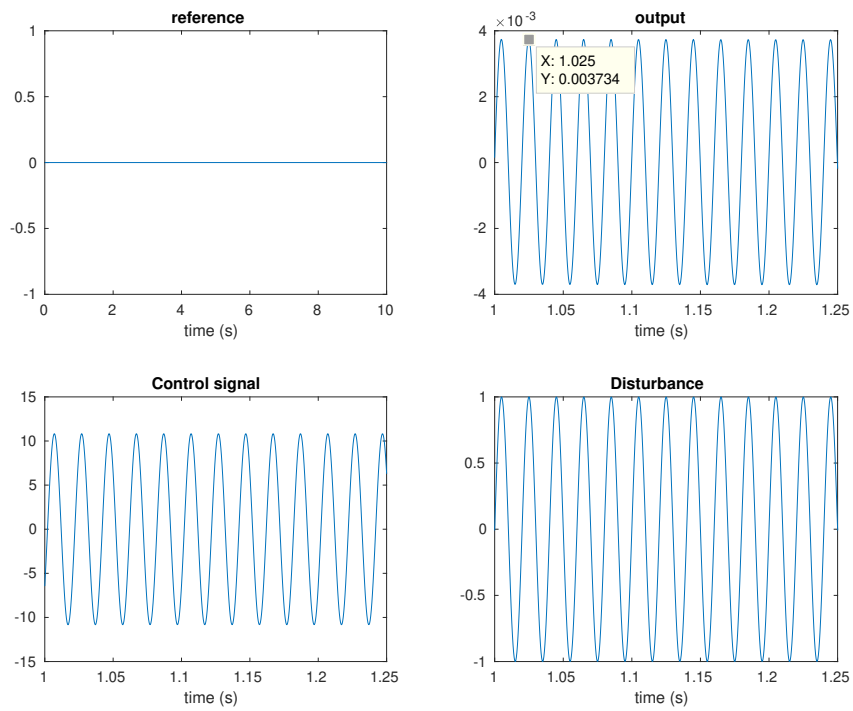 reference
1
0.5
0
-0.5
-1
0 2 4 6 8 10
time (s)
output
×10-3
4
2
0
-2
-4
X: 1.025
Y: 0.003734
1 1.05 1.1 1.15 1.2 1.25
time (s)
Control signal
15
10
5
0
-5
-10
-15
1 1.05 1.1 1.15 1.2 1.25
time (s)
Disturbance
1
0.5
0
-0.5
-1
1 1.05 1.1 1.15 1.2 1.25
time (s)